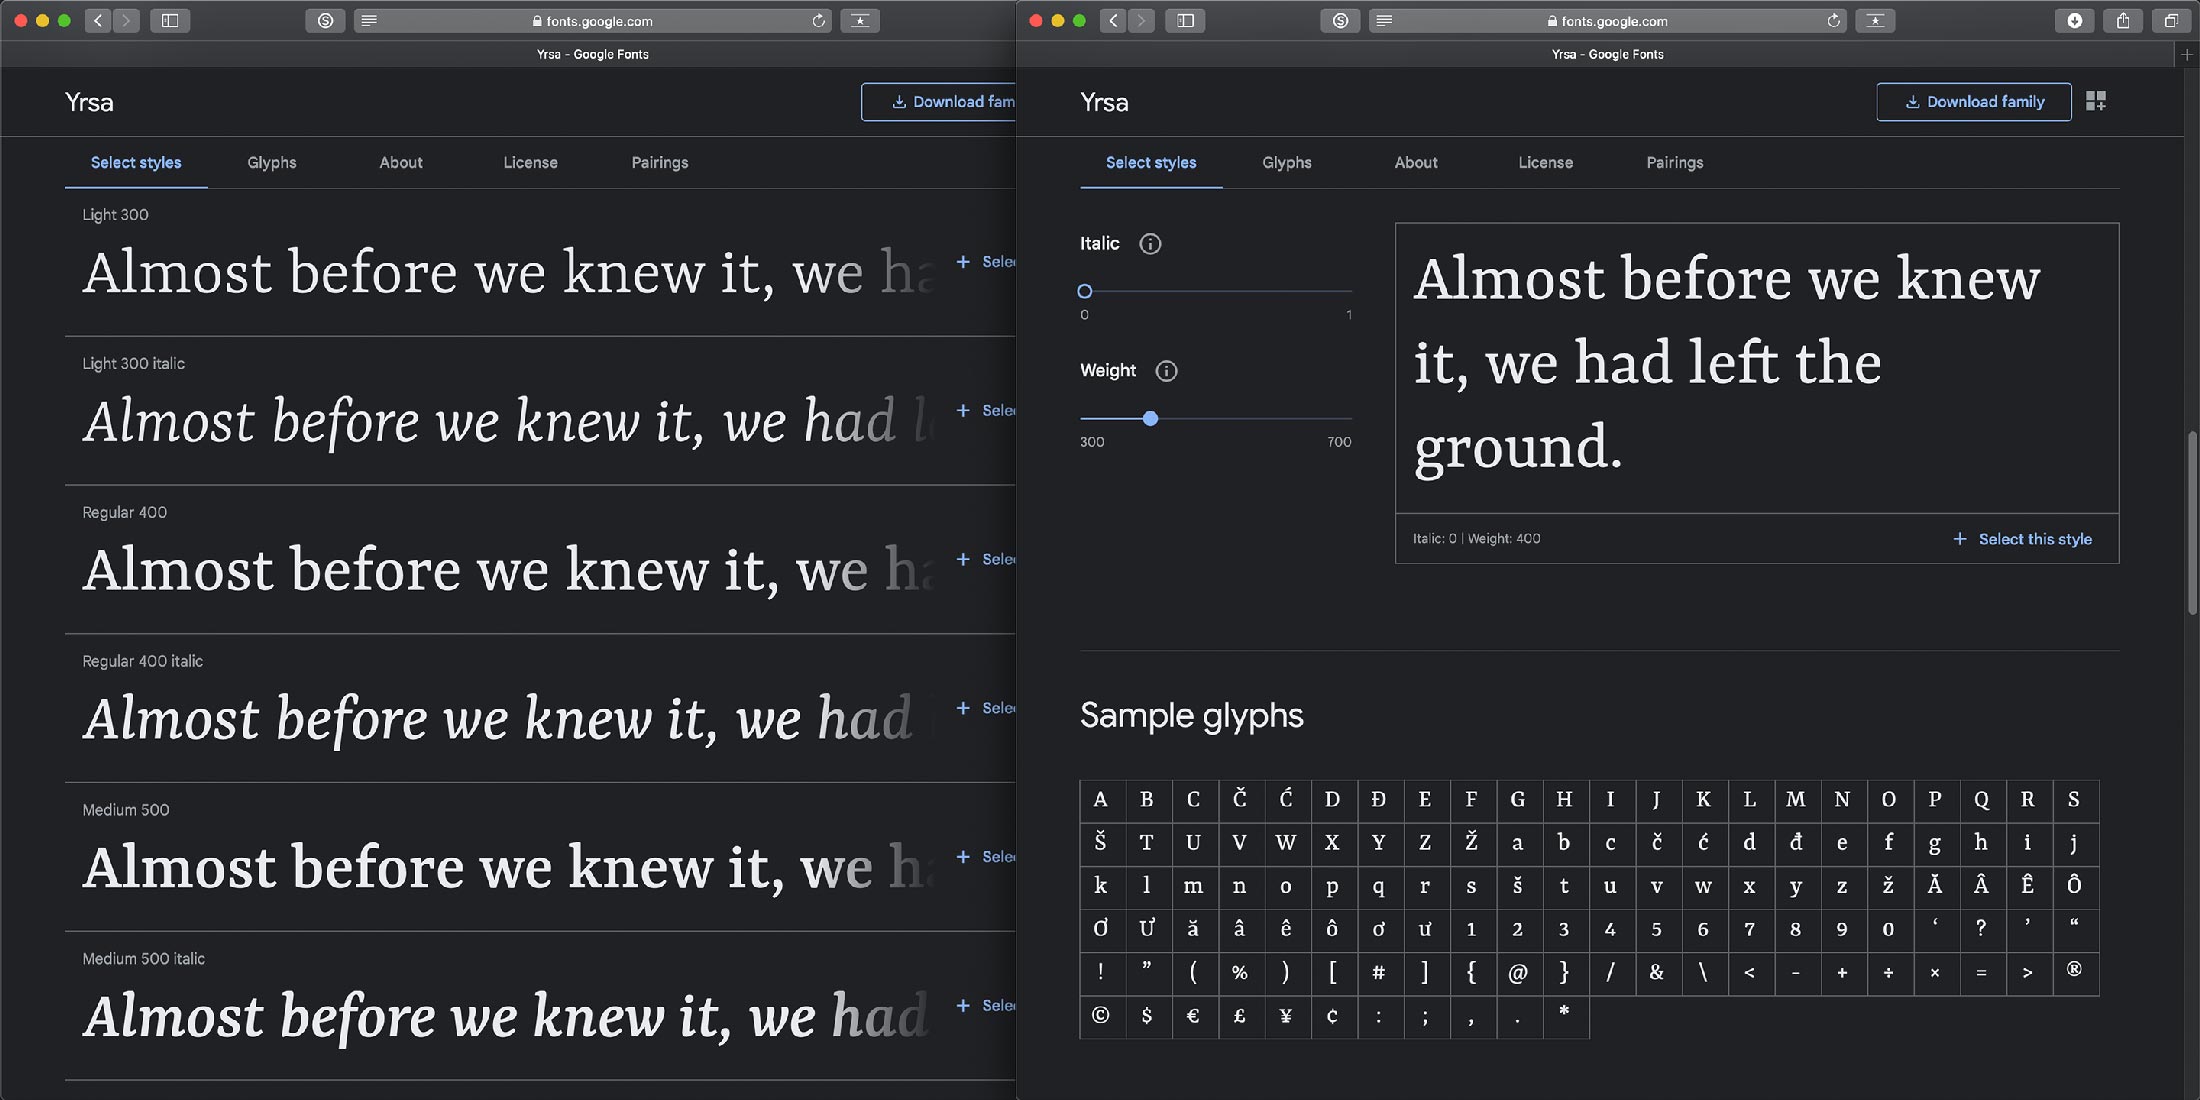 fonts.google.com
Yrsa - Google Fonts
Yrsa
Download fam
Select styles
Glyphs
About
License
Pairings
Light 300
Almost before we knew it, we ha
+ Sele
Light 300 italic
Almost before we knew it, we had l
+ Sele
Regular 400
Almost before we knew it, we ha
+ Sele
Regular 400 italic
Almost before we knew it, we had
+ Sele
Medium 500
Almost before we knew it, we ha
+ Sele
Medium 500 italic
Almost before we knew it, we had
+ Sele
fonts.google.com
Yrsa - Google Fonts
Yrsa
Download family
Select styles
Glyphs
About
License
Pairings
Italic
0
1
Weight
300
700
Almost before we knew
it, we had left the
ground.
Italic: 0 | Weight: 400
+ Select this style
Sample glyphs
A B C Č Ć D Đ E F G H I J K L M N O P Q R S
Š T U V W X Y Z Ž a b c č ć d đ e f g h i j
k l m n o p q r s š t u v w x y z ž Ă Â Ê Ô
Ơ Ư ă â ê ô ơ ư 1 2 3 4 5 6 7 8 9 0 ‘ ? ’ “
! ” ( % ) [ # ] { @ } / & \ < - + ÷ × = > ®
© $ € £ ¥ ¢ : ; , . *